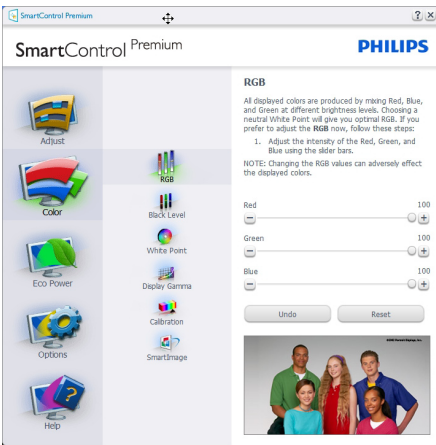 SmartControl Premium
SmartControl Premium
PHILIPS
Adjust
Color
Eco Power
Options
Help
RGB
Black Level
White Point
Display Gamma
Calibration
SmartImage
RGB
All displayed colors are produced by mixing Red, Blue,
and Green at different brightness levels. Choosing a
neutral White Point will give you optimal RGB. If you
prefer to adjust the RGB now, follow these steps:
1. Adjust the intensity of the Red, Green, and
Blue using the slider bars.
NOTE: Changing the RGB values can adversely effect
the displayed colors.
Red 100
Green 100
Blue 100
Undo Reset